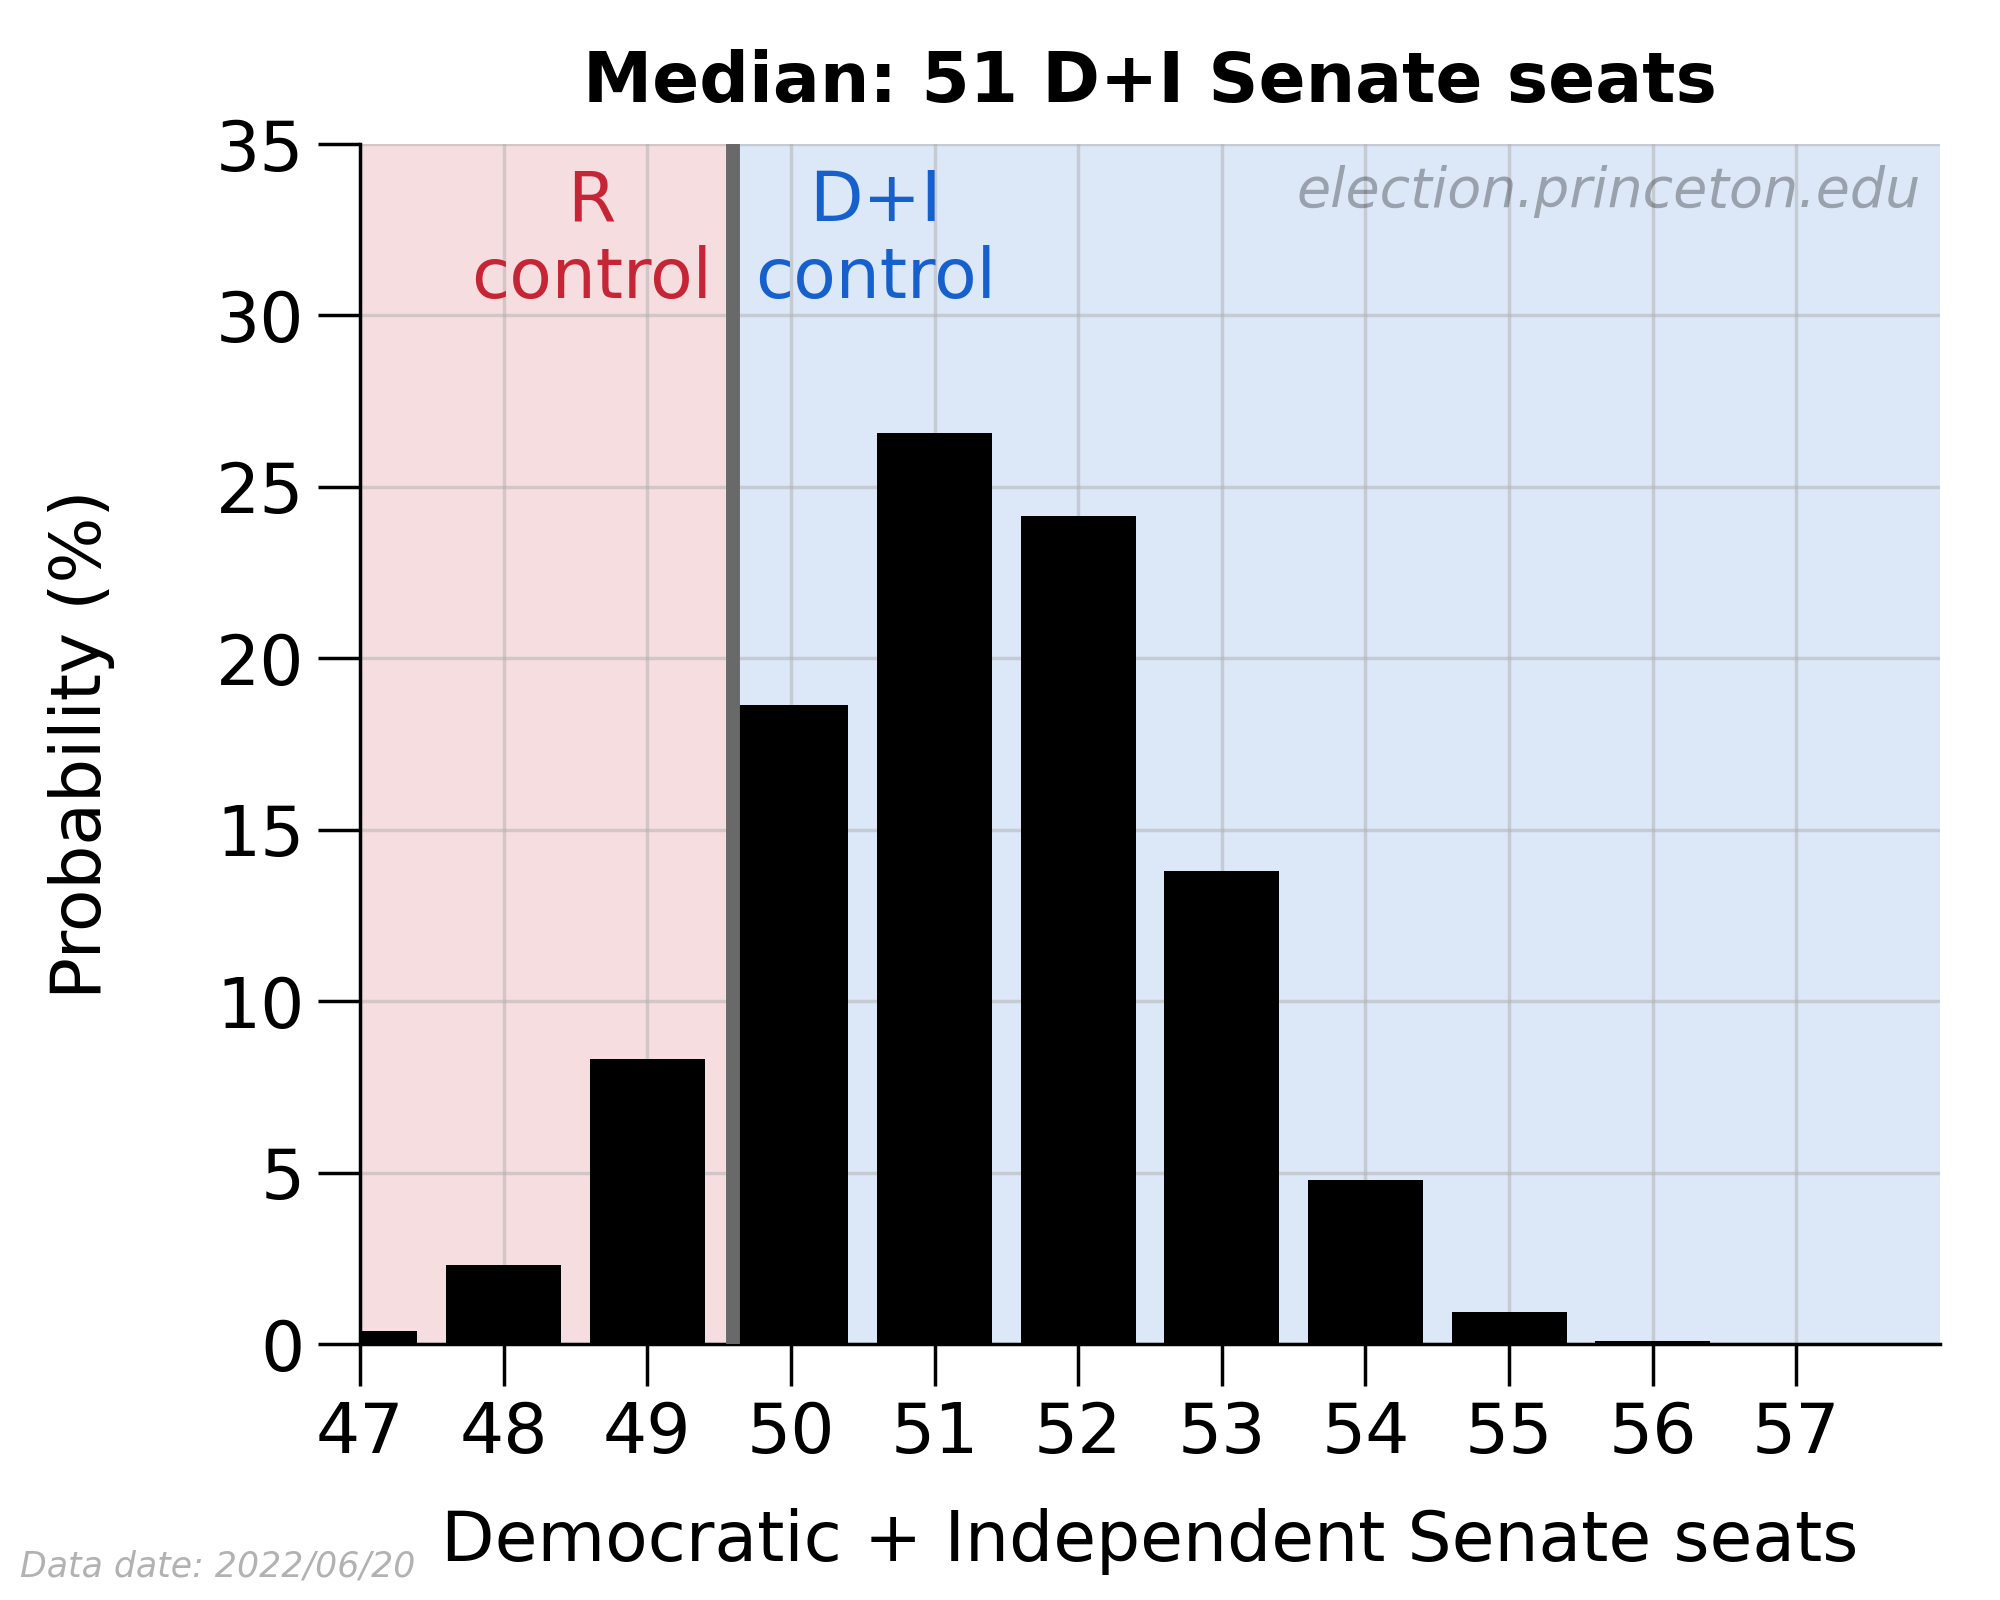 Median: 51 D+I Senate seats
35
30
25
20
15
10
5
0
Probability (%)
R
control
D+I
control
election.princeton.edu
47 48 49 50 51 52 53 54 55 56 57
Democratic + Independent Senate seats
Data date: 2022/06/20